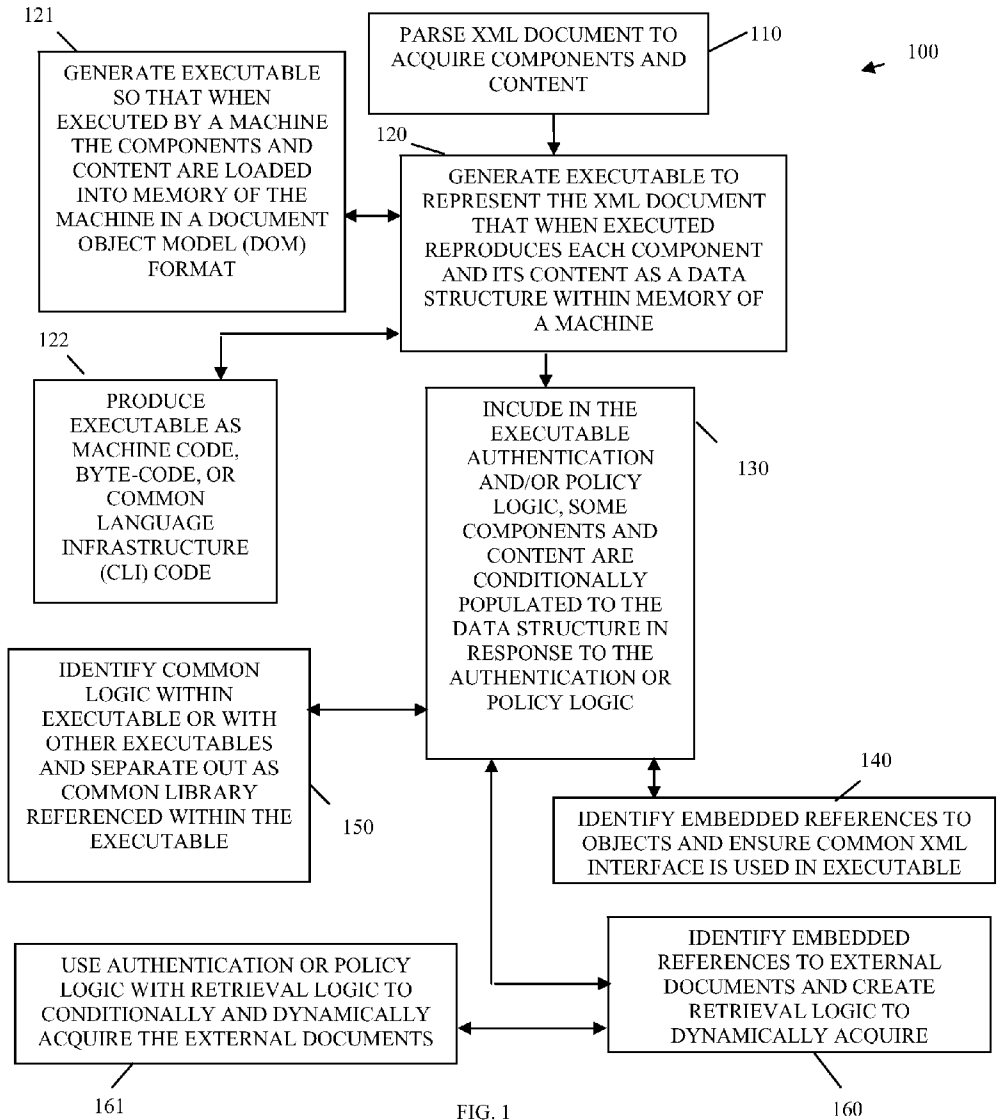 121
PARSE XML DOCUMENT TO
ACQUIRE COMPONENTS AND
CONTENT
110
100
GENERATE EXECUTABLE
SO THAT WHEN
EXECUTED BY A MACHINE
THE COMPONENTS AND
CONTENT ARE LOADED
INTO MEMORY OF THE
MACHINE IN A DOCUMENT
OBJECT MODEL (DOM)
FORMAT
120
GENERATE EXECUTABLE TO
REPRESENT THE XML DOCUMENT
THAT WHEN EXECUTED
REPRODUCES EACH COMPONENT
AND ITS CONTENT AS A DATA
STRUCTURE WITHIN MEMORY OF
A MACHINE
122
PRODUCE
EXECUTABLE AS
MACHINE CODE,
BYTE-CODE, OR
COMMON
LANGUAGE
INFRASTRUCTURE
(CLI) CODE
INCUDE IN THE
EXECUTABLE
AUTHENTICATION
AND/OR POLICY
LOGIC, SOME
COMPONENTS AND
CONTENT ARE
CONDITIONALLY
POPULATED TO THE
DATA STRUCTURE IN
RESPONSE TO THE
AUTHENTICATION OR
POLICY LOGIC
130
IDENTIFY COMMON
LOGIC WITHIN
EXECUTABLE OR WITH
OTHER EXECUTABLES
AND SEPARATE OUT AS
COMMON LIBRARY
REFERENCED WITHIN THE
EXECUTABLE
150
140
IDENTIFY EMBEDDED REFERENCES TO
OBJECTS AND ENSURE COMMON XML
INTERFACE IS USED IN EXECUTABLE
USE AUTHENTICATION OR POLICY
LOGIC WITH RETRIEVAL LOGIC TO
CONDITIONALLY AND DYNAMICALLY
ACQUIRE THE EXTERNAL DOCUMENTS
IDENTIFY EMBEDDED
REFERENCES TO EXTERNAL
DOCUMENTS AND CREATE
RETRIEVAL LOGIC TO
DYNAMICALLY ACQUIRE
161
160
FIG. 1